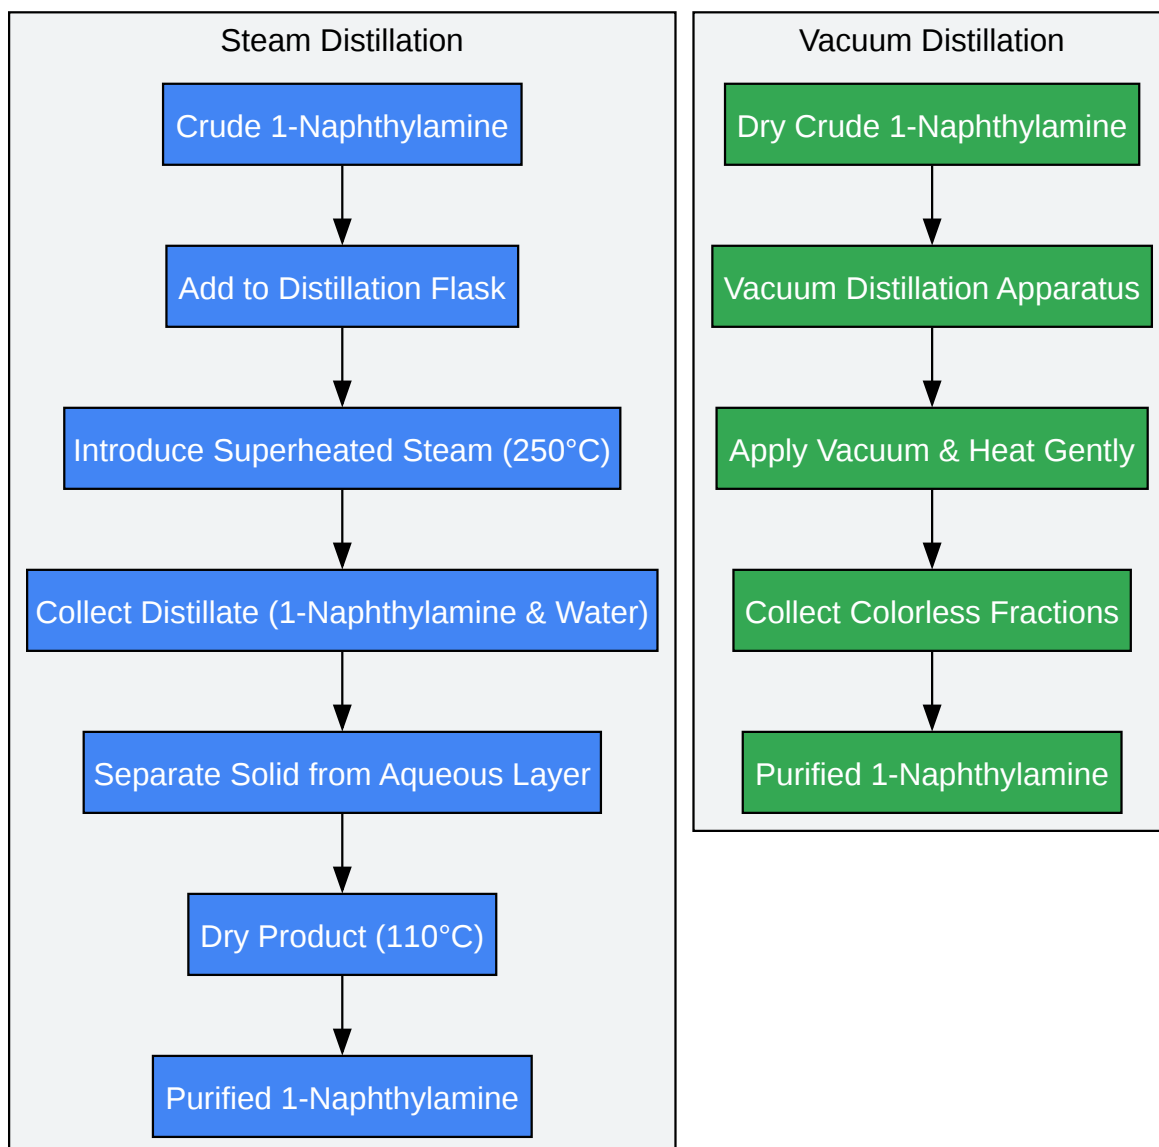 Steam Distillation
Crude 1-Naphthylamine
Add to Distillation Flask
Introduce Superheated Steam (250°C)
Collect Distillate (1-Naphthylamine & Water)
Separate Solid from Aqueous Layer
Dry Product (110°C)
Purified 1-Naphthylamine
Vacuum Distillation
Dry Crude 1-Naphthylamine
Vacuum Distillation Apparatus
Apply Vacuum & Heat Gently
Collect Colorless Fractions
Purified 1-Naphthylamine